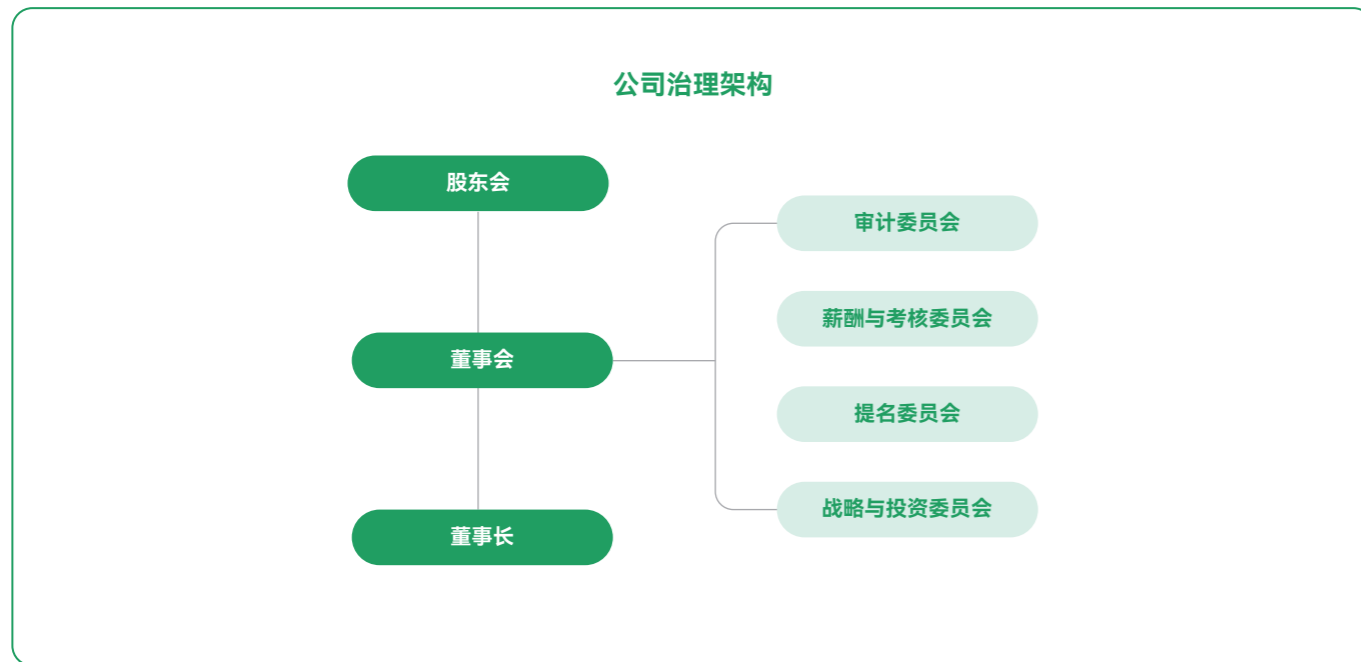 公司治理架构
股东会
董事会
董事长
审计委员会
薪酬与考核委员会
提名委员会
战略与投资委员会